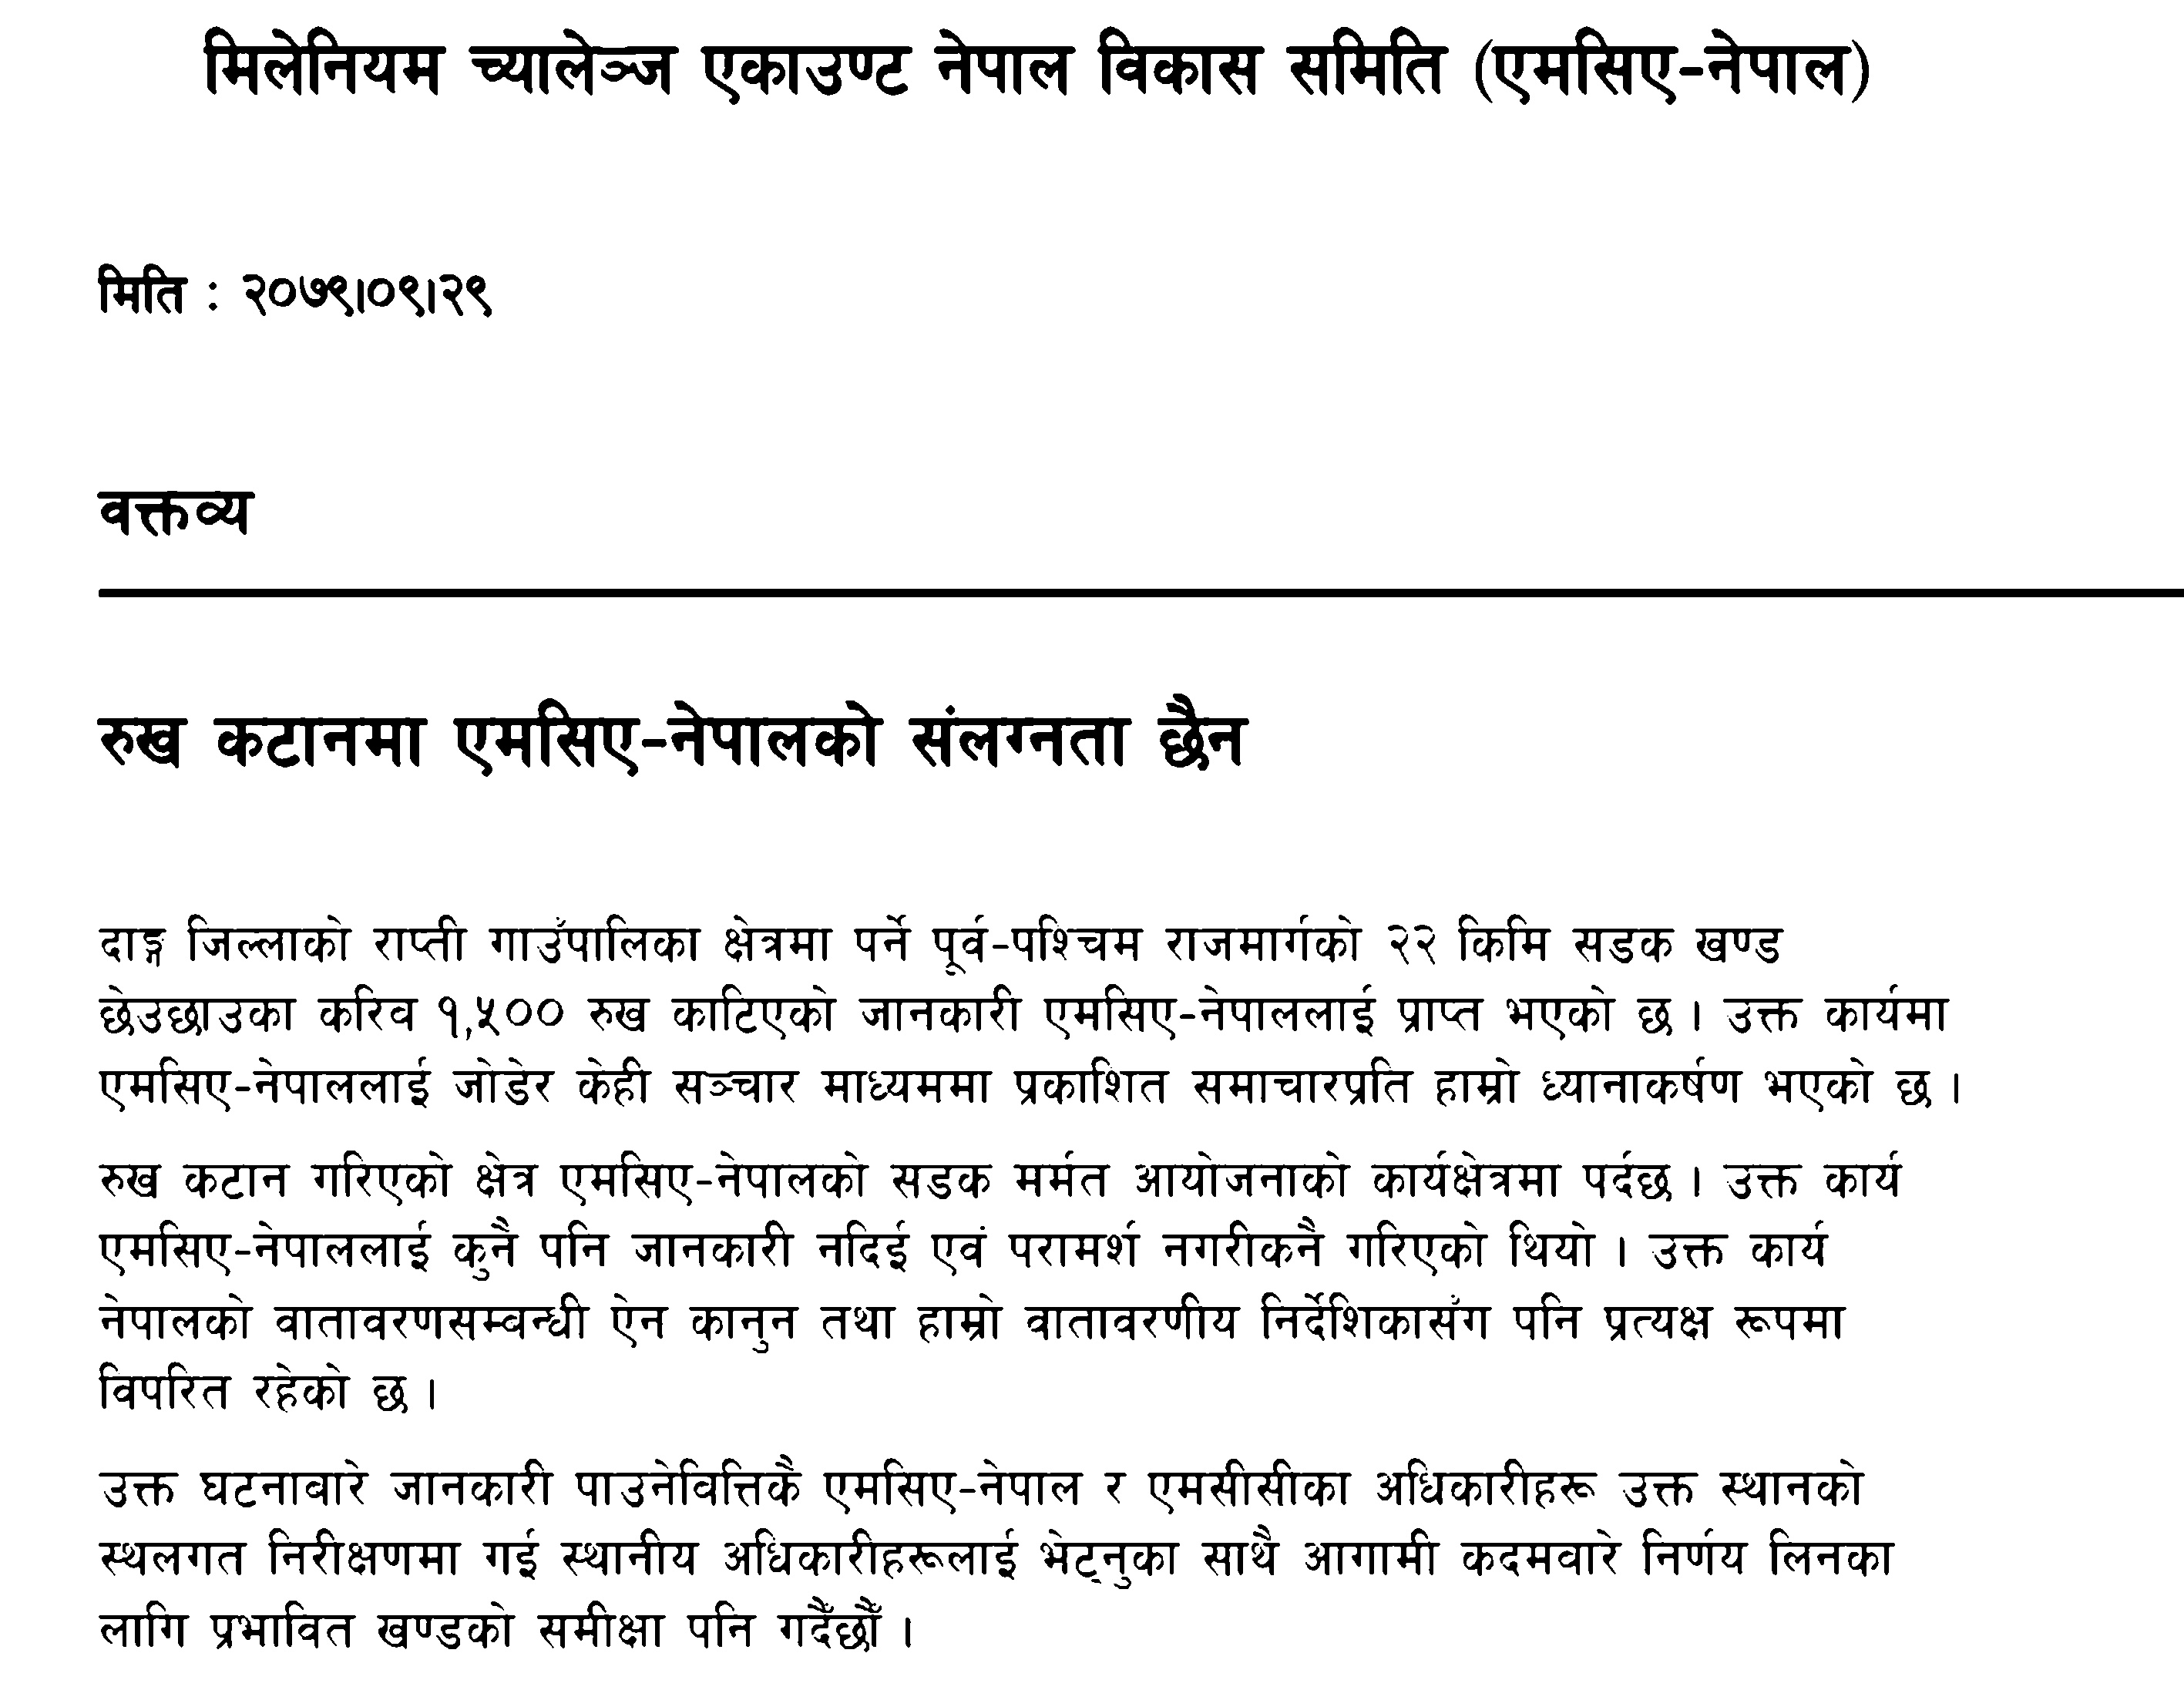 मिलेनियम च्यालेञ्ज एकाउण्ट नेपाल विकास समिति (एमसिए-नेपाल)
मिति : २०७९।०९।२९
वक्तव्य
रुख कटानमा एमसिए-नेपालको संलग्नता छैन
दाङ्ग जिल्लाको राप्ती गाउँपालिका क्षेत्रमा पर्ने पूर्व-पश्चिम राजमार्गको २२ किमि सडक खण्ड
छेउछाउका करिव १,५०० रुख काटिएको जानकारी एमसिए-नेपाललाई प्राप्त भएको छ । उक्त कार्यमा
एमसिए-नेपाललाई जोडेर केही सञ्चार माध्यममा प्रकाशित समाचारप्रति हाम्रो ध्यानाकर्षण भएको छ ।
रुख कटान गरिएको क्षेत्र एमसिए-नेपालको सडक मर्मत आयोजनाको कार्यक्षेत्रमा पर्दछ । उक्त कार्य
एमसिए-नेपाललाई कुनै पनि जानकारी नदिई एवं परामर्श नगरीकनै गरिएको थियो । उक्त कार्य
नेपालको वातावरणसम्बन्धी ऐन कानुन तथा हाम्रो वातावरणीय निर्देशिकासँग पनि प्रत्यक्ष रूपमा
विपरित रहेको छ ।
उक्त घटनाबारे जानकारी पाउनेवित्तिकै एमसिए-नेपाल र एमसीसीका अधिकारीहरू उक्त स्थानको
स्थलगत निरीक्षणमा गई स्थानीय अधिकारीहरूलाई भेट्नुका साथै आगामी कदमवारे निर्णय लिनका
लागि प्रभावित खण्डको समीक्षा पनि गर्दैछौँ ।